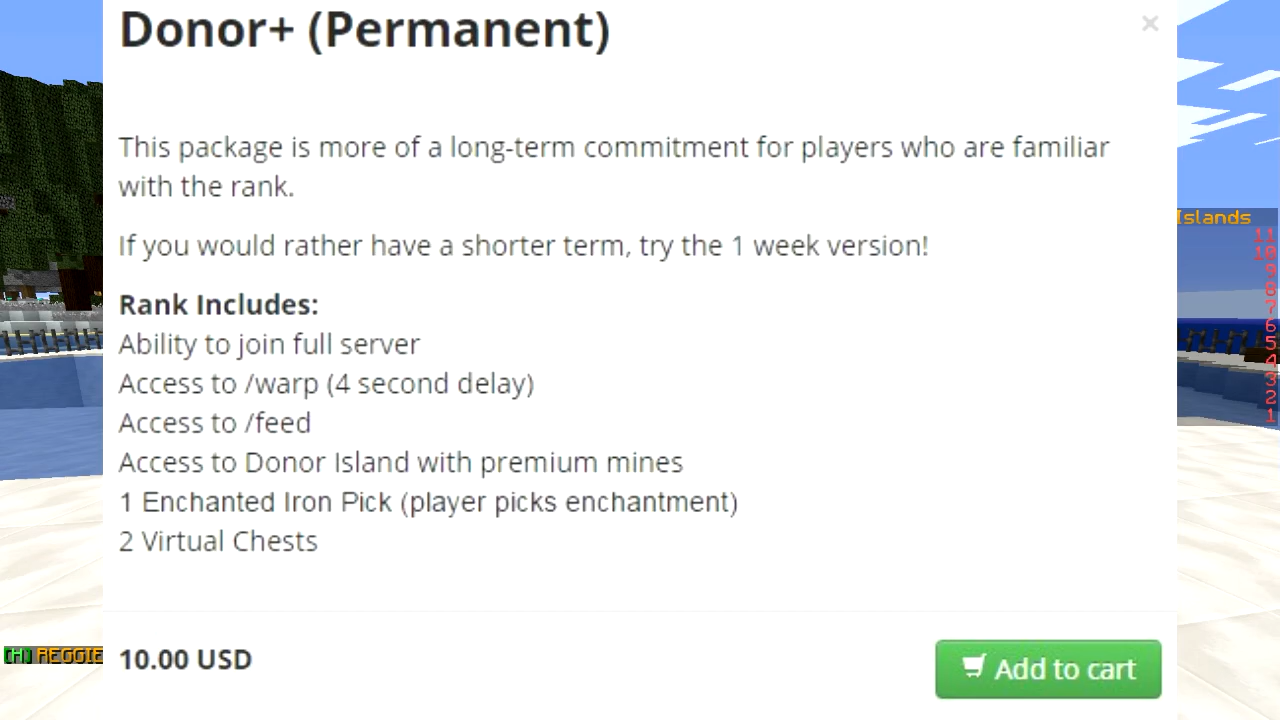 Donor+ (Permanent)
×
This package is more of a long-term commitment for players who are familiar
with the rank.
If you would rather have a shorter term, try the 1 week version!
Rank Includes:
Ability to join full server
Access to /warp (4 second delay)
Access to /feed
Access to Donor Island with premium mines
1 Enchanted Iron Pick (player picks enchantment)
2 Virtual Chests
10.00 USD
Add to cart
Islands
11
10
9
8
7
6
5
4
3
2
1
[H] REGGIE